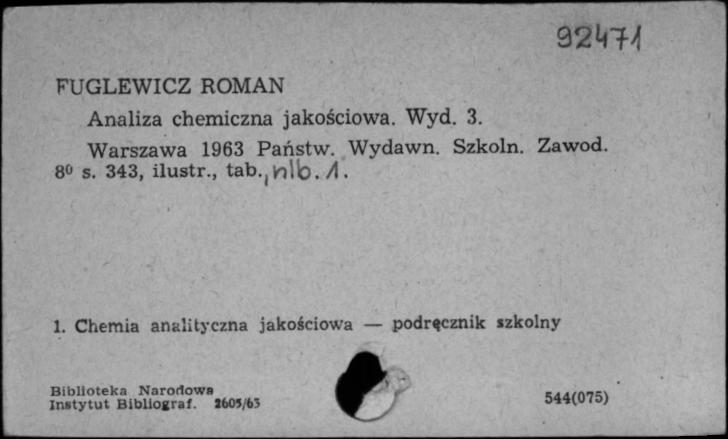 92471
FUGLEWICZ ROMAN
Analiza chemiczna jakościowa. Wyd. 3.
Warszawa 1963 Państw. Wydawn. Szkoln. Zawod.
8⁰ s. 343, ilustr., tab., nlb. 1.
1. Chemia analityczna jakościowa — podręcznik szkolny
Biblioteka Narodowa
Instytut Bibliograf. 2605/63
544(075)